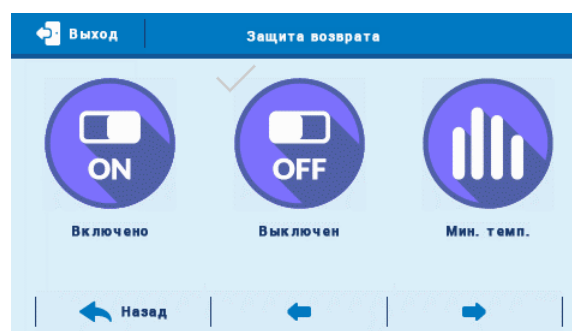 Выход
Защита возврата
ON
OFF
Включено
Выключен
Мин. темп.
Назад